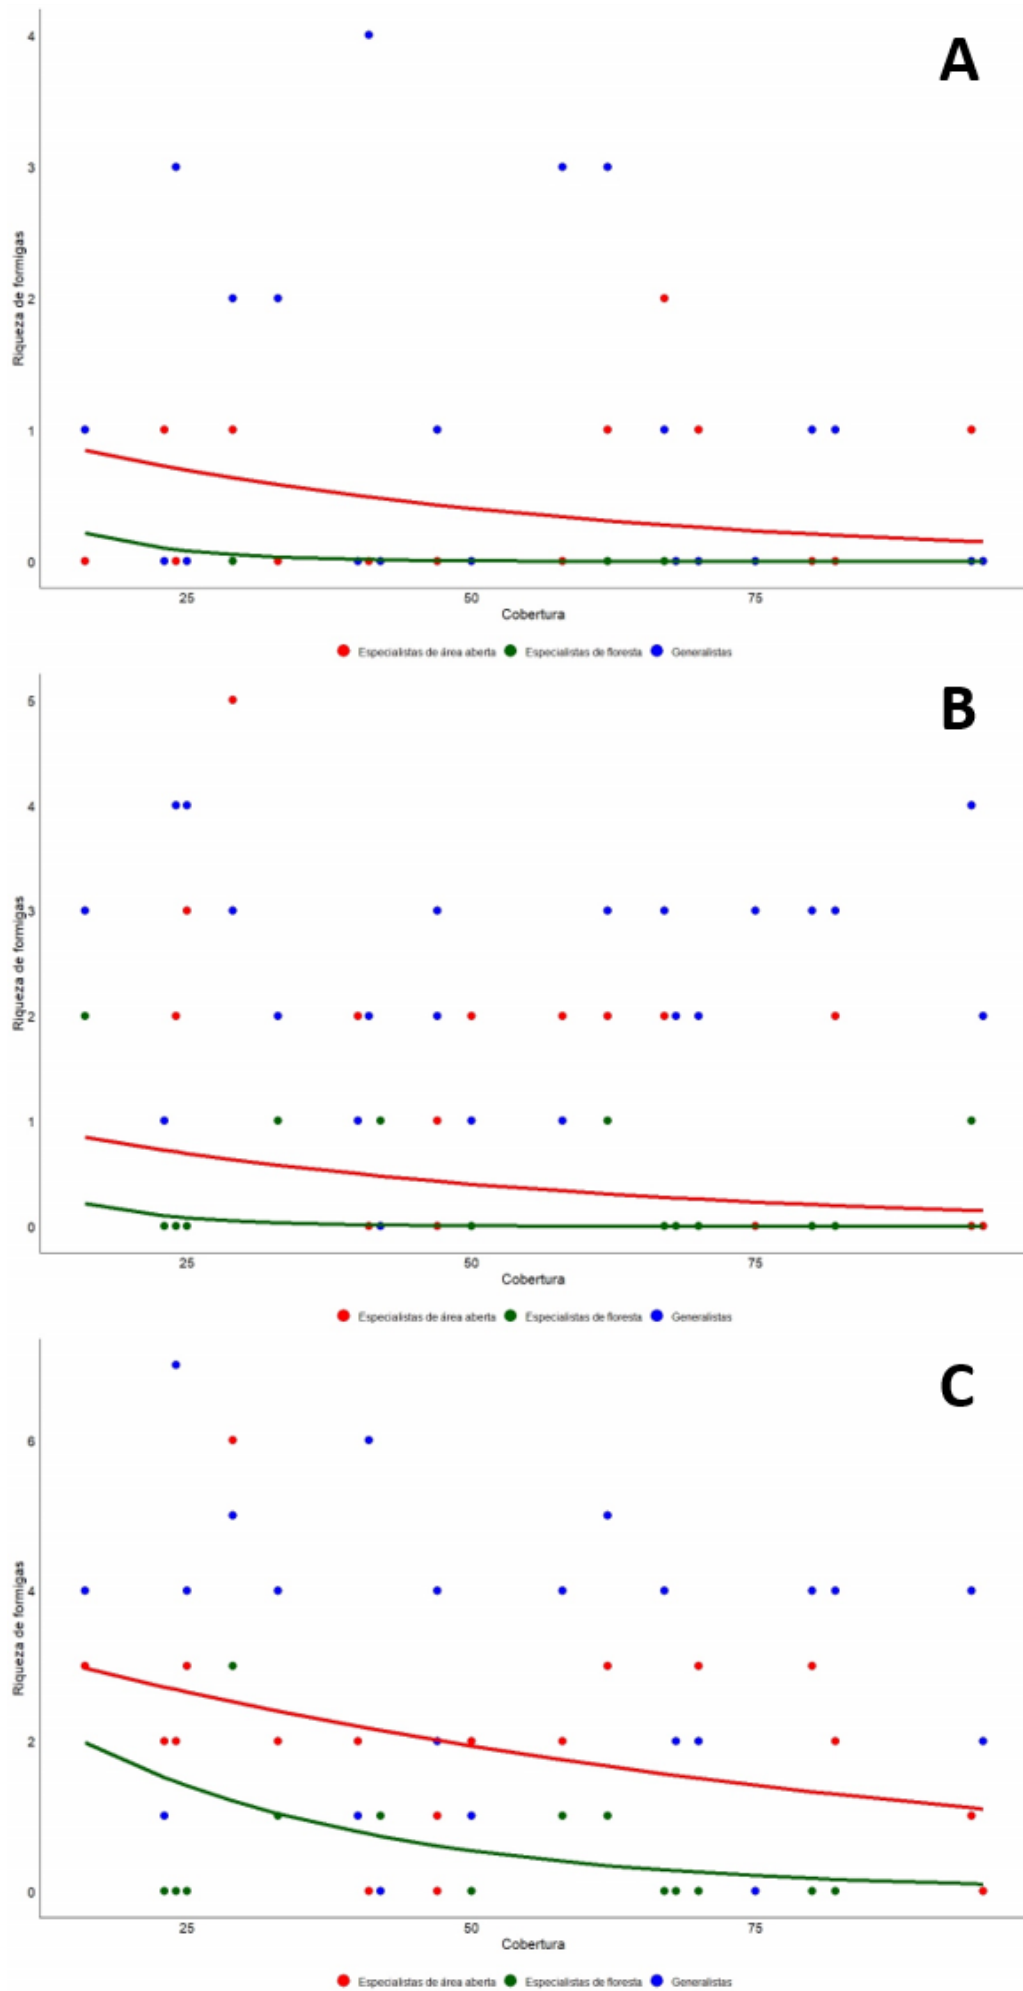 A
4
3
2
1
0
Riqueza de formigas
25 50 75
Cobertura
Especialistas de área aberta Especialistas de floresta Generalistas
B
5
4
3
2
1
0
Riqueza de formigas
25 50 75
Cobertura
Especialistas de área aberta Especialistas de floresta Generalistas
C
6
4
2
0
Riqueza de formigas
25 50 75
Cobertura
Especialistas de área aberta Especialistas de floresta Generalistas